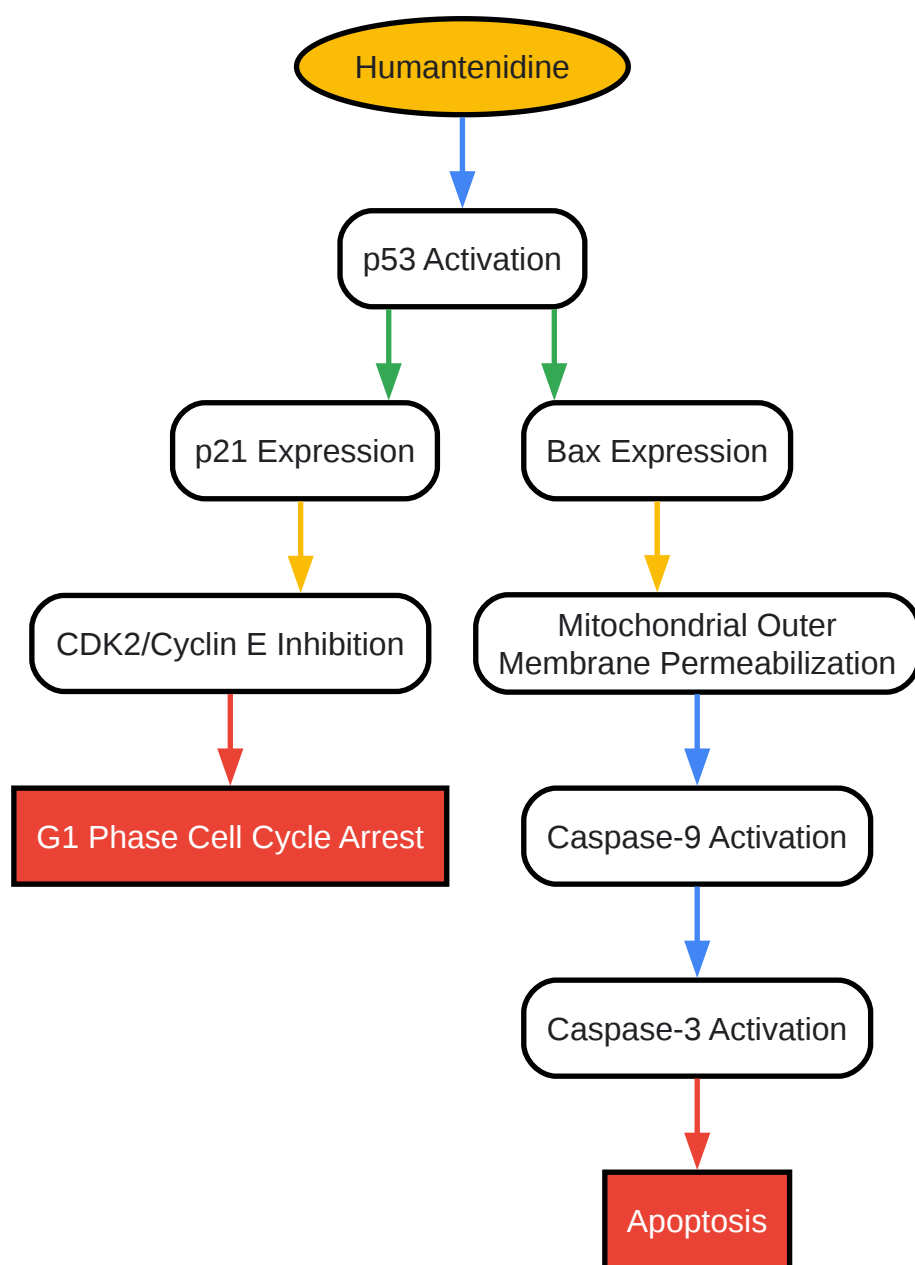 Humantenidine
p53 Activation
p21 Expression
Bax Expression
CDK2/Cyclin E Inhibition
Mitochondrial Outer
Membrane Permeabilization
G1 Phase Cell Cycle Arrest
Caspase-9 Activation
Caspase-3 Activation
Apoptosis